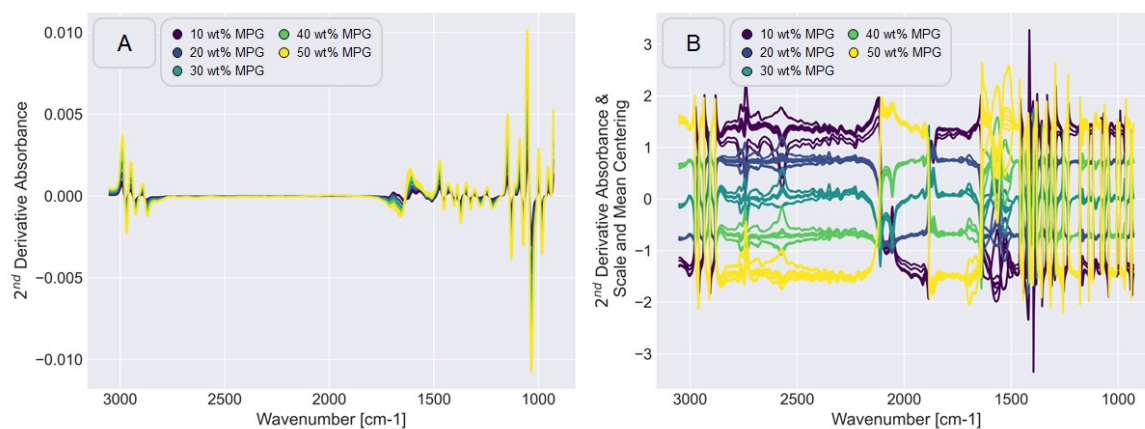 A
10 wt% MPG
20 wt% MPG
30 wt% MPG
40 wt% MPG
50 wt% MPG
2nd Derivative Absorbance
0.010
0.005
0.000
−0.005
−0.010
3000 2500 2000 1500 1000
Wavenumber [cm-1]
B
10 wt% MPG
20 wt% MPG
30 wt% MPG
40 wt% MPG
50 wt% MPG
2nd Derivative Absorbance &
Scale and Mean Centering
3
2
1
0
−1
−2
−3
3000 2500 2000 1500 1000
Wavenumber [cm-1]